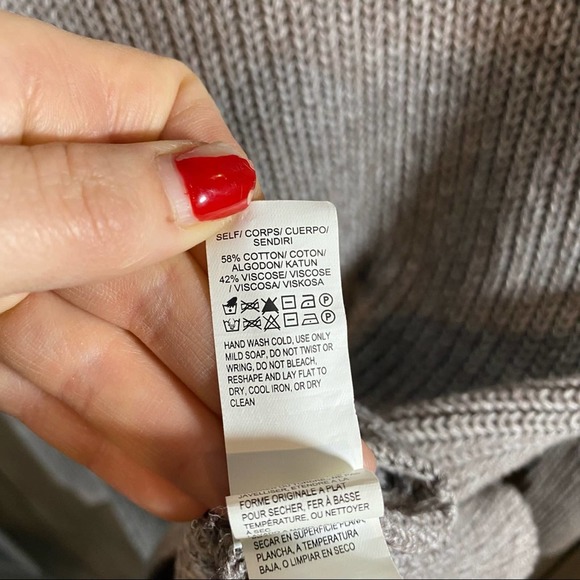 SELF/ CORPS/ CUERPO/
SENDIRI
58% COTTON/ COTON/
ALGODON/ KATUN
42% VISCOSE/ VISCOSE
/ VISCOSA/ VISKOSA
HAND WASH COLD, USE ONLY
MILD SOAP, DO NOT TWIST OR
WRING, DO NOT BLEACH,
RESHAPE AND LAY FLAT TO
DRY, COOL IRON, OR DRY
CLEAN
FORME ORIGINALE À PLAT
POUR SECHER, FER À BASSE
TEMPÉRATURE, OU NETTOYER
À SEC
SECAR EN SUPERFICIE PLANA,
PLANCHA, A TEMPERATURA
BAJA, O LIMPIAR EN SECO